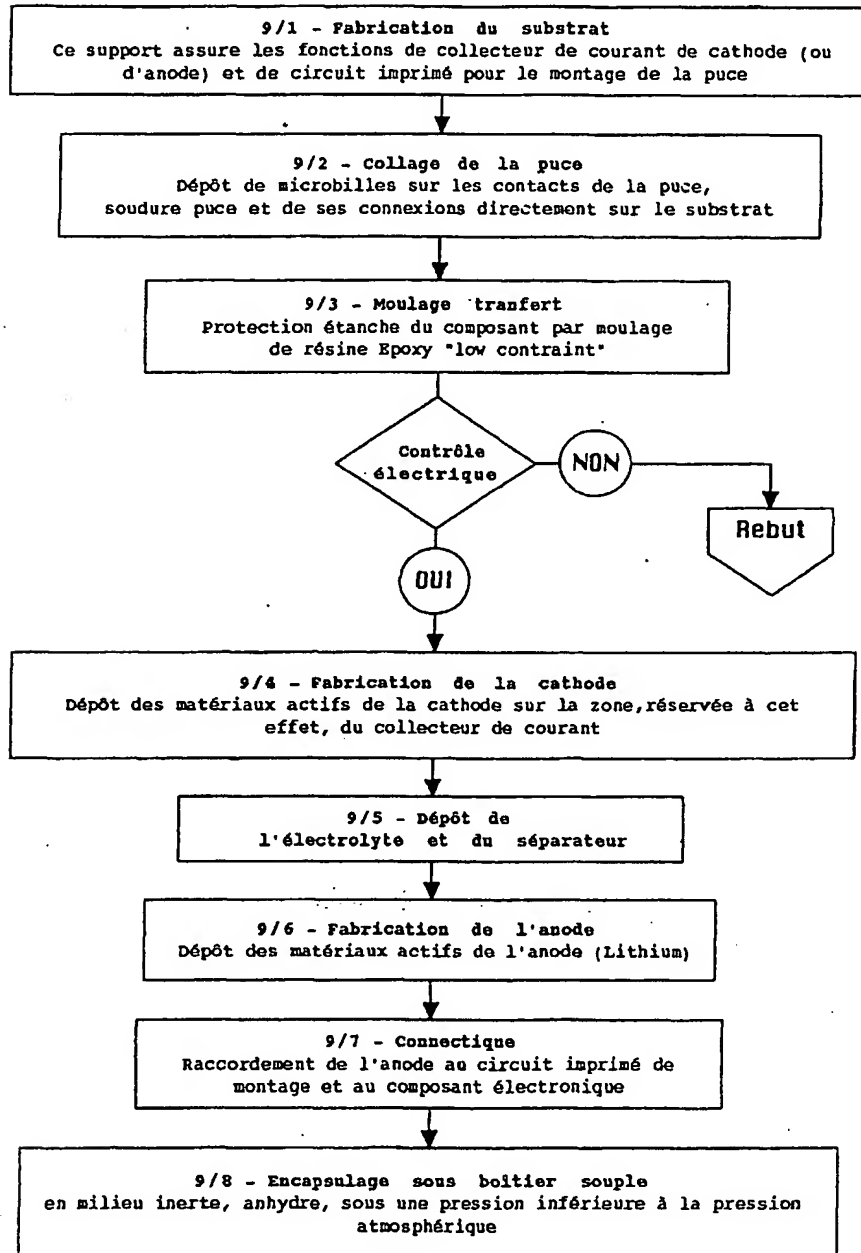 9/1 - Fabrication du substrat
Ce support assure les fonctions de collecteur de courant de cathode (ou
d'anode) et de circuit imprimé pour le montage de la puce
9/2 - Collage de la puce
Dépôt de microbilles sur les contacts de la puce,
soudure puce et de ses connexions directement sur le substrat
9/3 - Moulage tranfert
Protection étanche du composant par moulage
de résine Epoxy "low contraint"
Contrôle
électrique
NON
Rebut
OUI
9/4 - Fabrication de la cathode
Dépôt des matériaux actifs de la cathode sur la zone,réservée à cet
effet, du collecteur de courant
9/5 - Dépôt de
l'électrolyte et du séparateur
9/6 - Fabrication de l'anode
Dépôt des matériaux actifs de l'anode (Lithium)
9/7 - Connectique
Raccordement de l'anode au circuit imprimé de
montage et au composant électronique
9/8 - Encapsulage sous boîtier souple
en milieu inerte, anhydre, sous une pression inférieure à la pression
atmosphérique